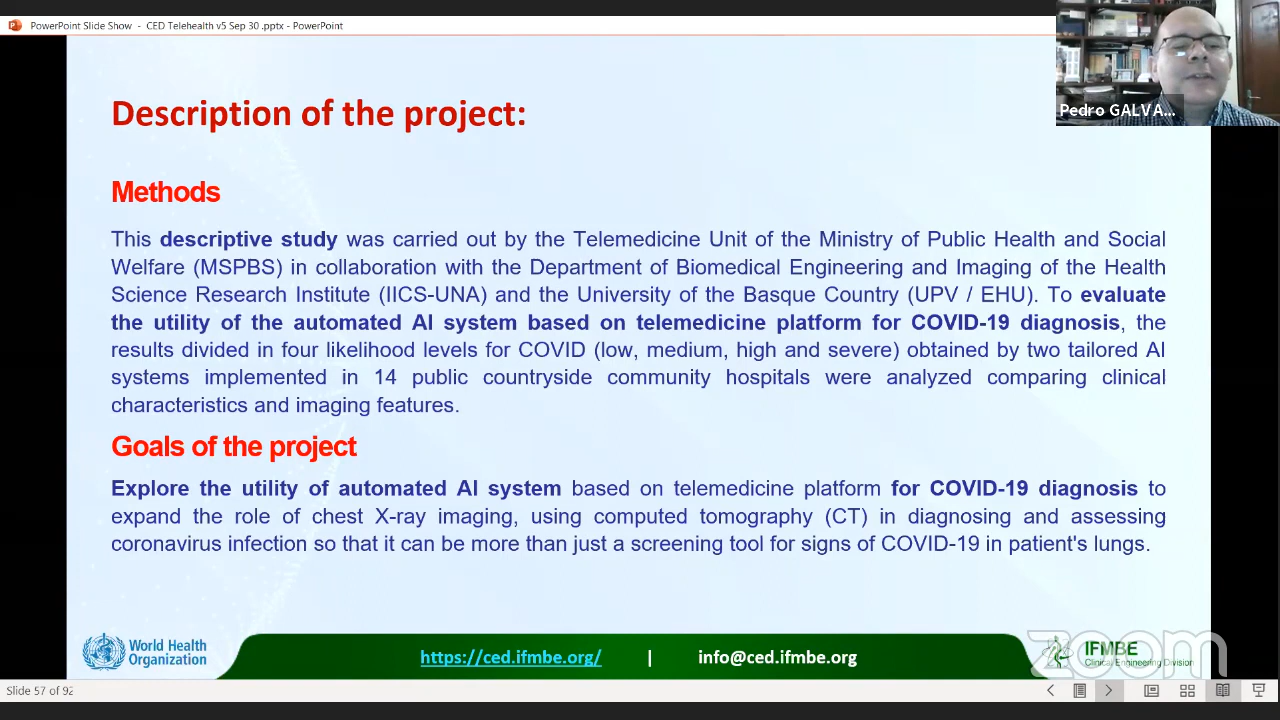 PowerPoint Slide Show - CED Telehealth v5 Sep 30 .pptx - PowerPoint
Pedro GALVA...
Description of the project:
Methods
This descriptive study was carried out by the Telemedicine Unit of the Ministry of Public Health and Social
Welfare (MSPBS) in collaboration with the Department of Biomedical Engineering and Imaging of the Health
Science Research Institute (IICS-UNA) and the University of the Basque Country (UPV / EHU). To evaluate
the utility of the automated AI system based on telemedicine platform for COVID-19 diagnosis, the
results divided in four likelihood levels for COVID (low, medium, high and severe) obtained by two tailored AI
systems implemented in 14 public countryside community hospitals were analyzed comparing clinical
characteristics and imaging features.
Goals of the project
Explore the utility of automated AI system based on telemedicine platform for COVID-19 diagnosis to
expand the role of chest X-ray imaging, using computed tomography (CT) in diagnosing and assessing
coronavirus infection so that it can be more than just a screening tool for signs of COVID-19 in patient's lungs.
World Health
Organization
https://ced.ifmbe.org/ | info@ced.ifmbe.org
IFMBE
Clinical Engineering Division
zoom
Slide 57 of 92